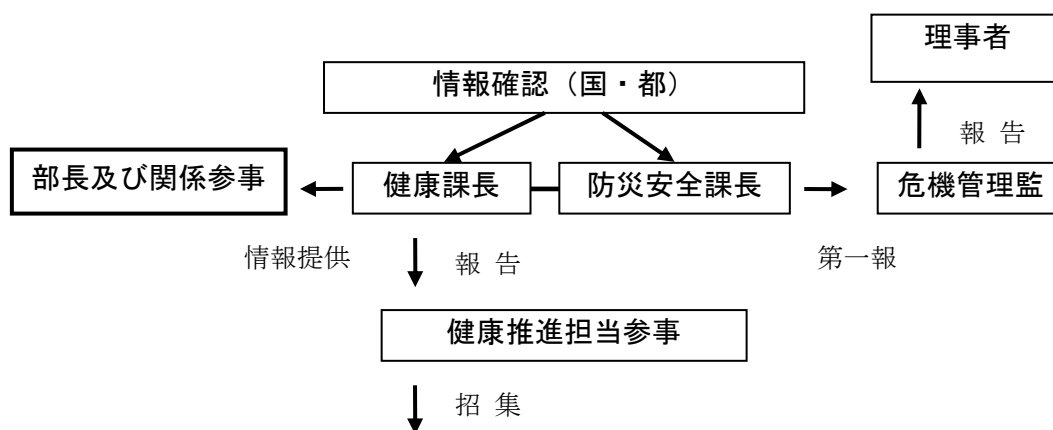 理事者
情報確認（国・都）
報 告
部長及び関係参事
健康課長
防災安全課長
危機管理監
情報提供
報 告
第一報
健康推進担当参事
招 集